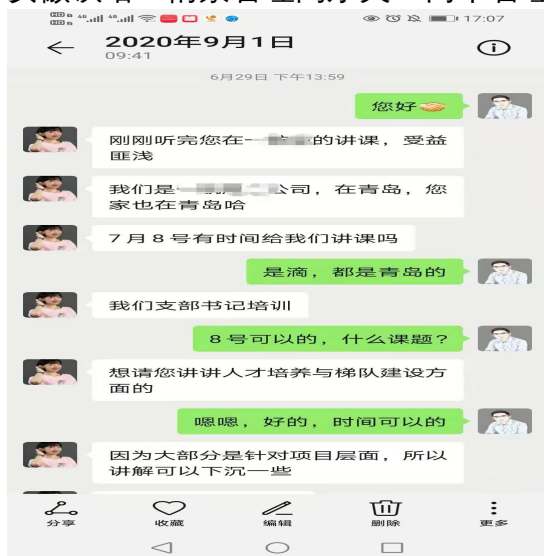 17:07
2020年9月1日
09:41
6月29日 下午13:59
您好
刚刚听完您在一 的讲课，受益
匪浅
我们是 公司，在青岛，您
家也在青岛哈
7月8号有时间给我们讲课吗
是滴，都是青岛的
我们支部书记培训
8号可以的，什么课题？
想请您讲讲人才培养与梯队建设方
面的
嗯嗯，好的，时间可以的
因为大部分是针对项目层面，所以
讲解可以下沉一些
分享 收藏 编辑 删除 更多